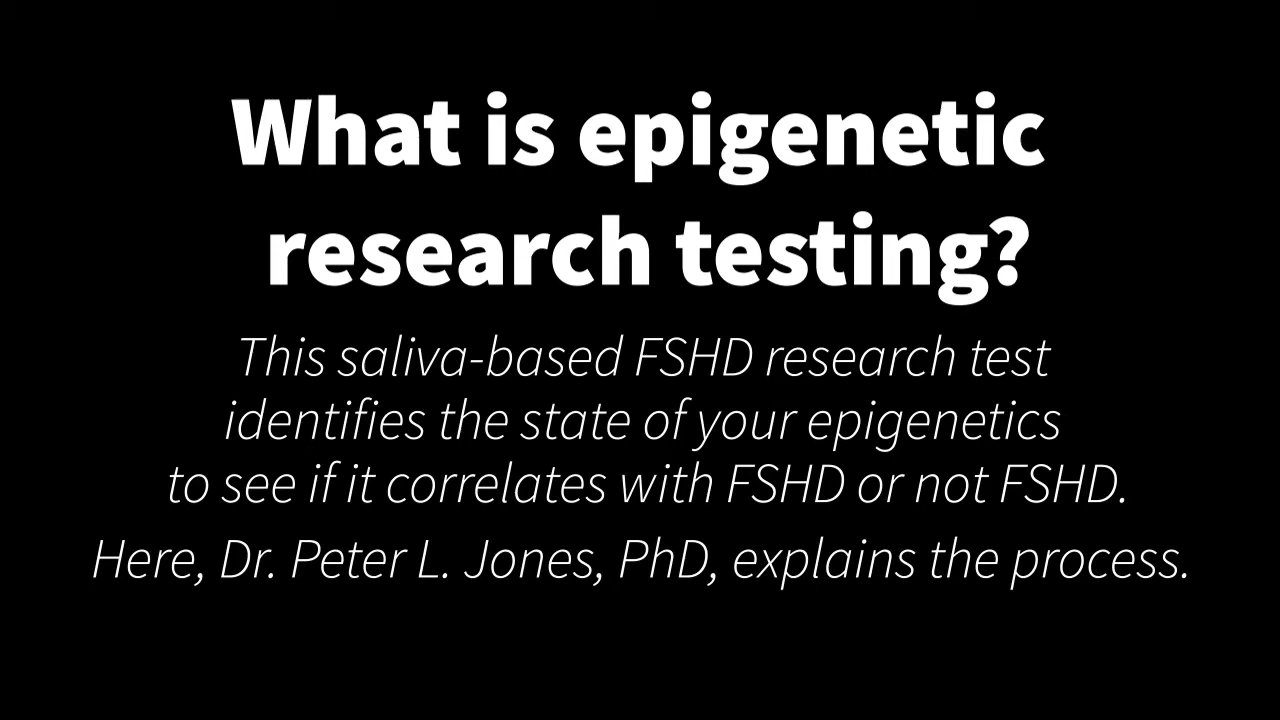 What is epigenetic
research testing?
This saliva-based FSHD research test
identifies the state of your epigenetics
to see if it correlates with FSHD or not FSHD.
Here, Dr. Peter L. Jones, PhD, explains the process.